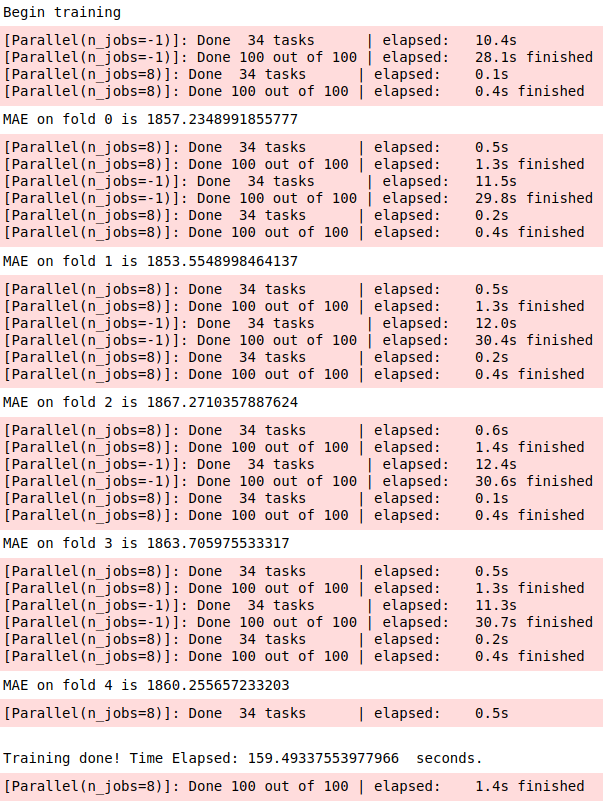 Begin training
[Parallel(n_jobs=-1)]: Done  34 tasks      | elapsed:   10.4s
[Parallel(n_jobs=-1)]: Done 100 out of 100 | elapsed:   28.1s finished
[Parallel(n_jobs=8)]: Done  34 tasks      | elapsed:    0.1s
[Parallel(n_jobs=8)]: Done 100 out of 100 | elapsed:    0.4s finished
MAE on fold 0 is 1857.2348991855777
[Parallel(n_jobs=8)]: Done  34 tasks      | elapsed:    0.5s
[Parallel(n_jobs=8)]: Done 100 out of 100 | elapsed:    1.3s finished
[Parallel(n_jobs=-1)]: Done  34 tasks      | elapsed:   11.5s
[Parallel(n_jobs=-1)]: Done 100 out of 100 | elapsed:   29.8s finished
[Parallel(n_jobs=8)]: Done  34 tasks      | elapsed:    0.2s
[Parallel(n_jobs=8)]: Done 100 out of 100 | elapsed:    0.4s finished
MAE on fold 1 is 1853.5548998464137
[Parallel(n_jobs=8)]: Done  34 tasks      | elapsed:    0.5s
[Parallel(n_jobs=8)]: Done 100 out of 100 | elapsed:    1.3s finished
[Parallel(n_jobs=-1)]: Done  34 tasks      | elapsed:   12.0s
[Parallel(n_jobs=-1)]: Done 100 out of 100 | elapsed:   30.4s finished
[Parallel(n_jobs=8)]: Done  34 tasks      | elapsed:    0.2s
[Parallel(n_jobs=8)]: Done 100 out of 100 | elapsed:    0.4s finished
MAE on fold 2 is 1867.2710357887624
[Parallel(n_jobs=8)]: Done  34 tasks      | elapsed:    0.6s
[Parallel(n_jobs=8)]: Done 100 out of 100 | elapsed:    1.4s finished
[Parallel(n_jobs=-1)]: Done  34 tasks      | elapsed:   12.4s
[Parallel(n_jobs=-1)]: Done 100 out of 100 | elapsed:   30.6s finished
[Parallel(n_jobs=8)]: Done  34 tasks      | elapsed:    0.1s
[Parallel(n_jobs=8)]: Done 100 out of 100 | elapsed:    0.4s finished
MAE on fold 3 is 1863.705975533317
[Parallel(n_jobs=8)]: Done  34 tasks      | elapsed:    0.5s
[Parallel(n_jobs=8)]: Done 100 out of 100 | elapsed:    1.3s finished
[Parallel(n_jobs=-1)]: Done  34 tasks      | elapsed:   11.3s
[Parallel(n_jobs=-1)]: Done 100 out of 100 | elapsed:   30.7s finished
[Parallel(n_jobs=8)]: Done  34 tasks      | elapsed:    0.2s
[Parallel(n_jobs=8)]: Done 100 out of 100 | elapsed:    0.4s finished
MAE on fold 4 is 1860.255657233203
[Parallel(n_jobs=8)]: Done  34 tasks      | elapsed:    0.5s
Training done! Time Elapsed: 159.49337553977966  seconds.
[Parallel(n_jobs=8)]: Done 100 out of 100 | elapsed:    1.4s finished